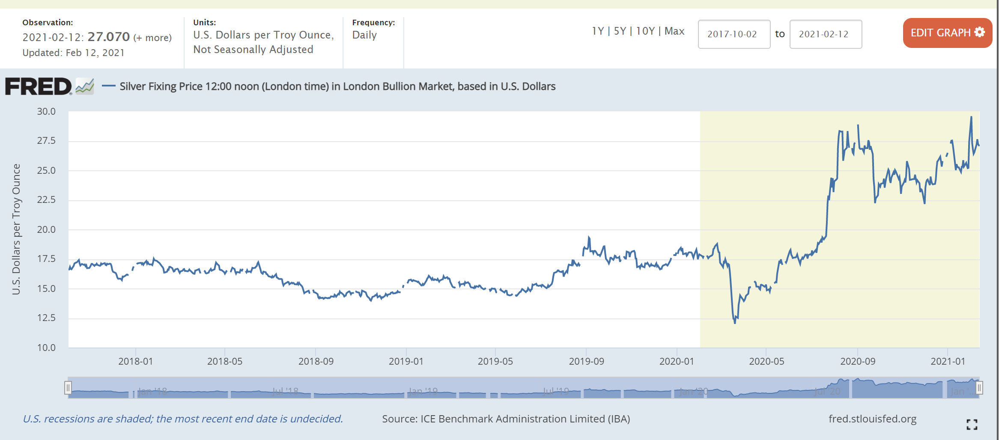 Observation:
2021-02-12: 27.070 (+ more)
Updated: Feb 12, 2021
Units:
U.S. Dollars per Troy Ounce,
Not Seasonally Adjusted
Frequency:
Daily
1Y | 5Y | 10Y | Max
2017-10-02 to 2021-02-12
EDIT GRAPH
FRED®
Silver Fixing Price 12:00 noon (London time) in London Bullion Market, based in U.S. Dollars
U.S. Dollars per Troy Ounce
30.0
27.5
25.0
22.5
20.0
17.5
15.0
12.5
10.0
2018-01 2018-05 2018-09 2019-01 2019-05 2019-09 2020-01 2020-05 2020-09 2021-01
Jan '18 Jul '18 Jan '19 Jul '19 Jan '20 Jul '20 Jan '...
U.S. recessions are shaded; the most recent end date is undecided.
Source: ICE Benchmark Administration Limited (IBA)
fred.stlouisfed.org